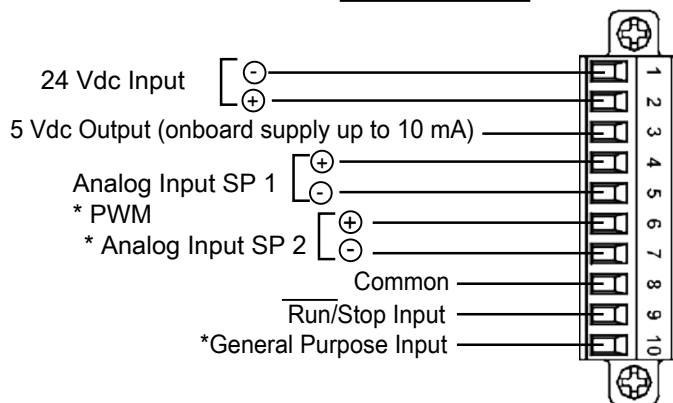 24 Vdc Input - 1
+ 2
5 Vdc Output (onboard supply up to 10 mA) 3
Analog Input SP 1 + 4
- 5
* PWM
* Analog Input SP 2 + 6
- 7
Common 8
Run/Stop Input 9
*General Purpose Input 10